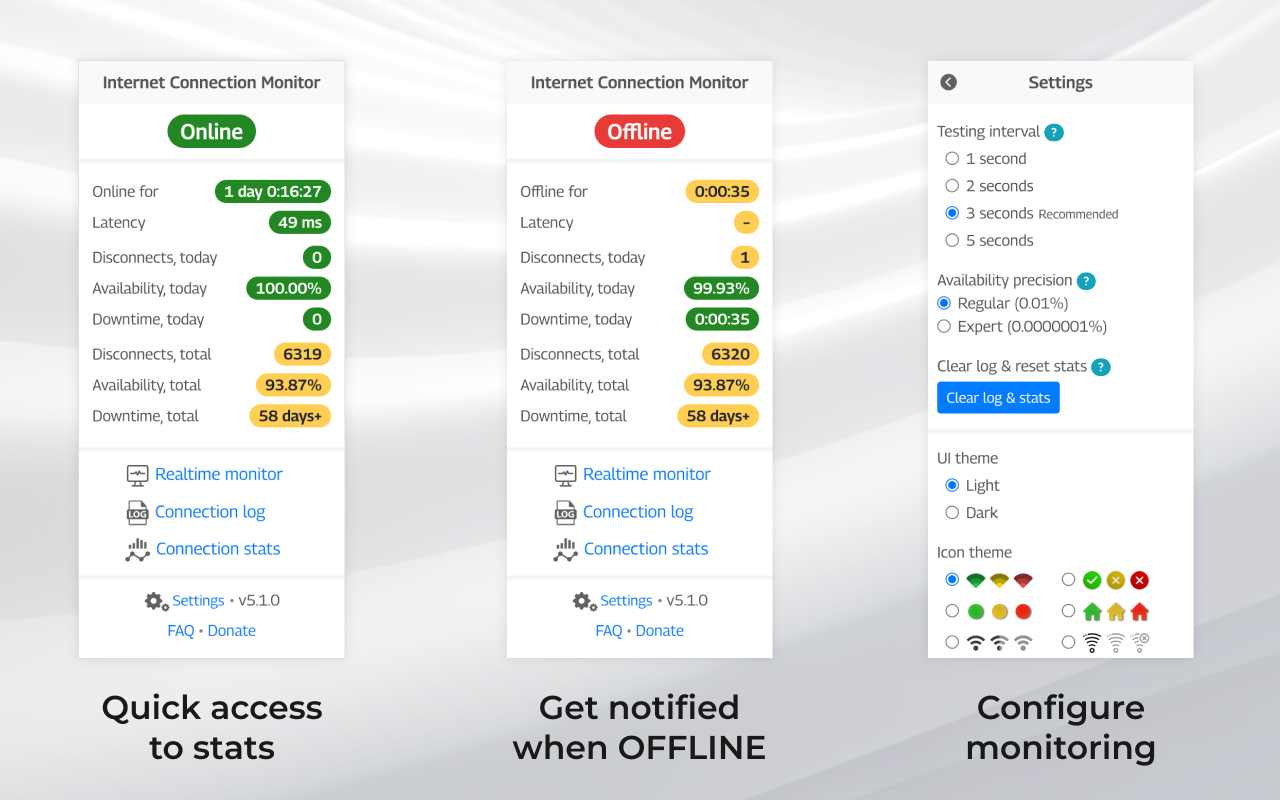 Internet Connection Monitor
Online
Online for 1 day 0:16:27
Latency 49 ms
Disconnects, today 0
Availability, today 100.00%
Downtime, today 0
Disconnects, total 6319
Availability, total 93.87%
Downtime, total 58 days+
Realtime monitor
LOG Connection log
Connection stats
Settings • v5.1.0
FAQ • Donate
Quick access
to stats
Internet Connection Monitor
Offline
Offline for 0:00:35
Latency –
Disconnects, today 1
Availability, today 99.93%
Downtime, today 0:00:35
Disconnects, total 6320
Availability, total 93.87%
Downtime, total 58 days+
Realtime monitor
LOG Connection log
Connection stats
Settings • v5.1.0
FAQ • Donate
Get notified
when OFFLINE
Settings
Testing interval ?
1 second
2 seconds
3 seconds Recommended
5 seconds
Availability precision ?
Regular (0.01%)
Expert (0.0000001%)
Clear log & reset stats ?
Clear log & stats
UI theme
Light
Dark
Icon theme
Configure
monitoring